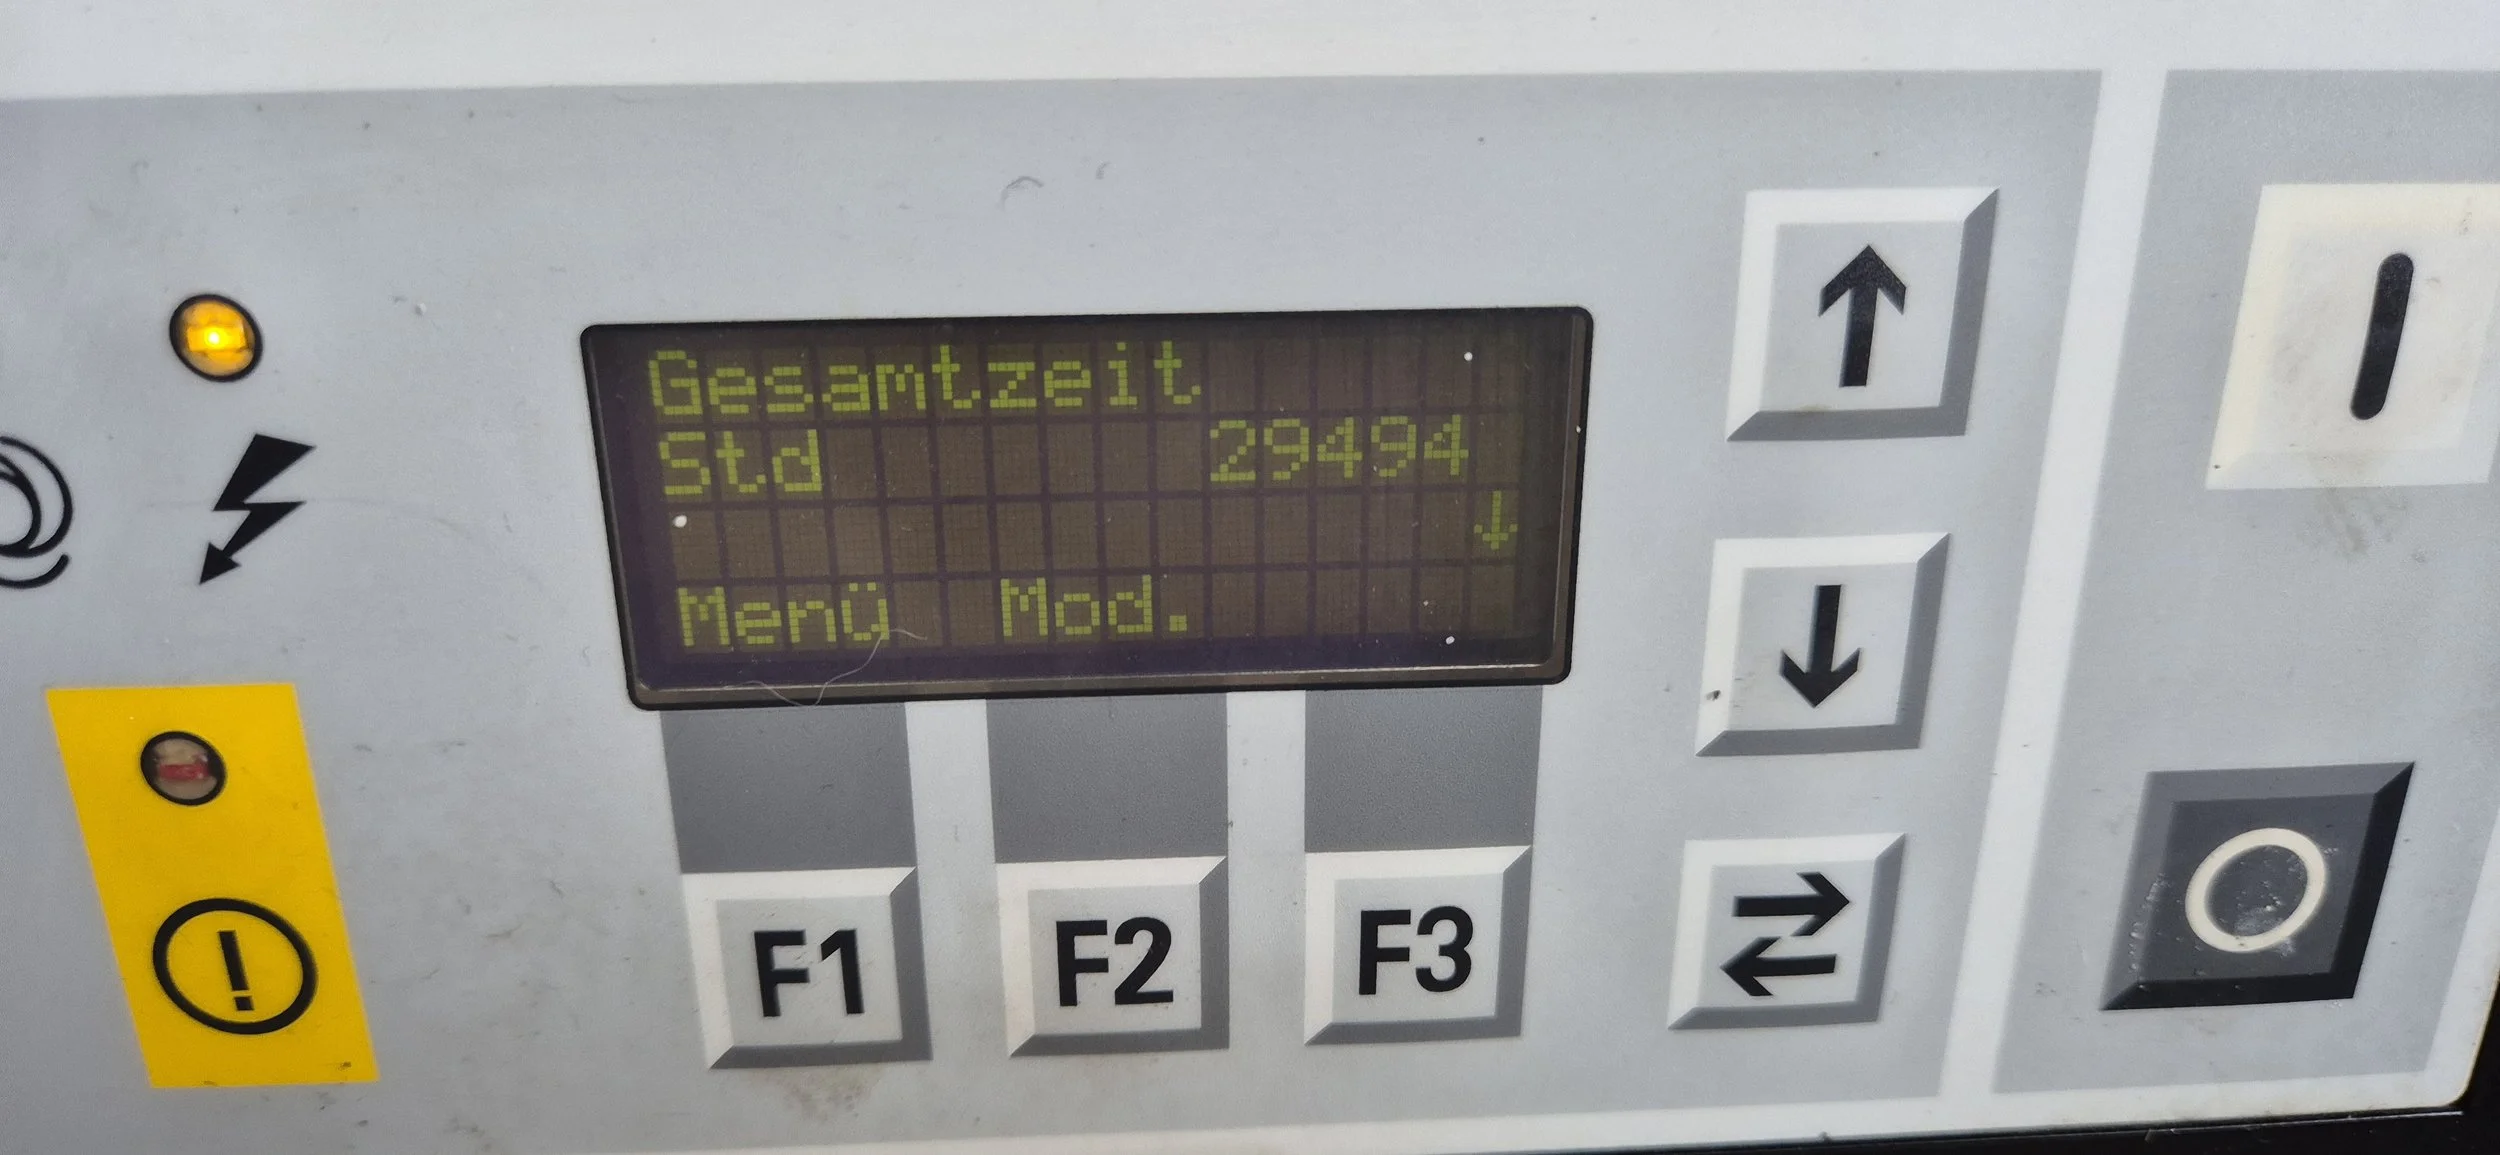 Gesamtzeit
Std 29494
↓
Menü Mod.
F1 F2 F3